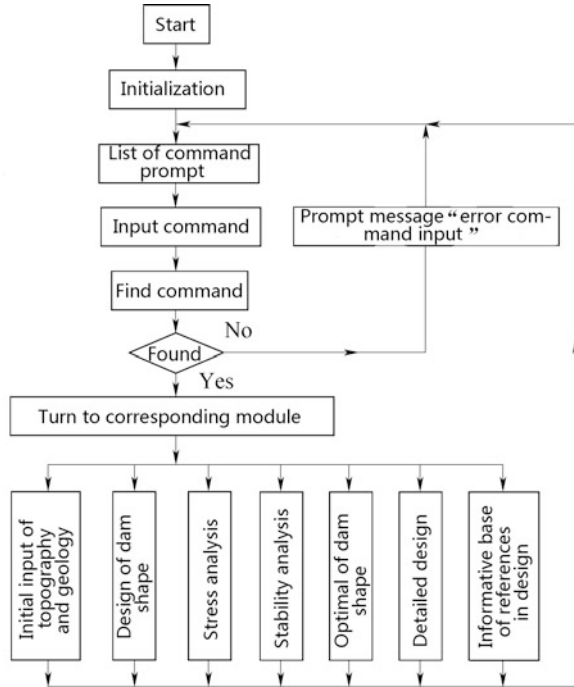 Start
Initialization
List of command
prompt
Prompt message “error com-
mand input ”
Input command
Find command
No
Found
Yes
Turn to corresponding module
Initial input of
topography
and geology
Design of dam
shape
Stress analysis
Stability analysis
Optimal of dam
shape
Detailed design
Informative base
of references
in design